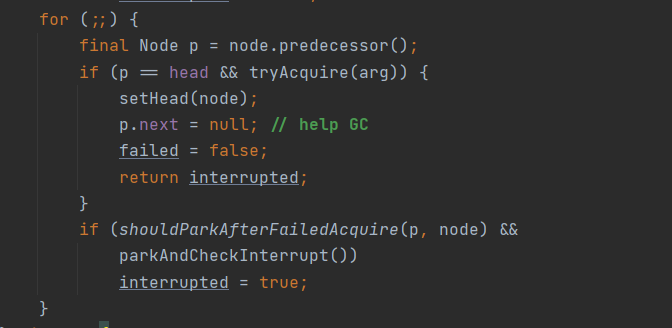 for (;;) {
final Node p = node.predecessor();
if (p == head && tryAcquire(arg)) {
setHead(node);
p.next = null; // help GC
failed = false;
return interrupted;
}
if (shouldParkAfterFailedAcquire(p, node) &&
parkAndCheckInterrupt())
interrupted = true;
}